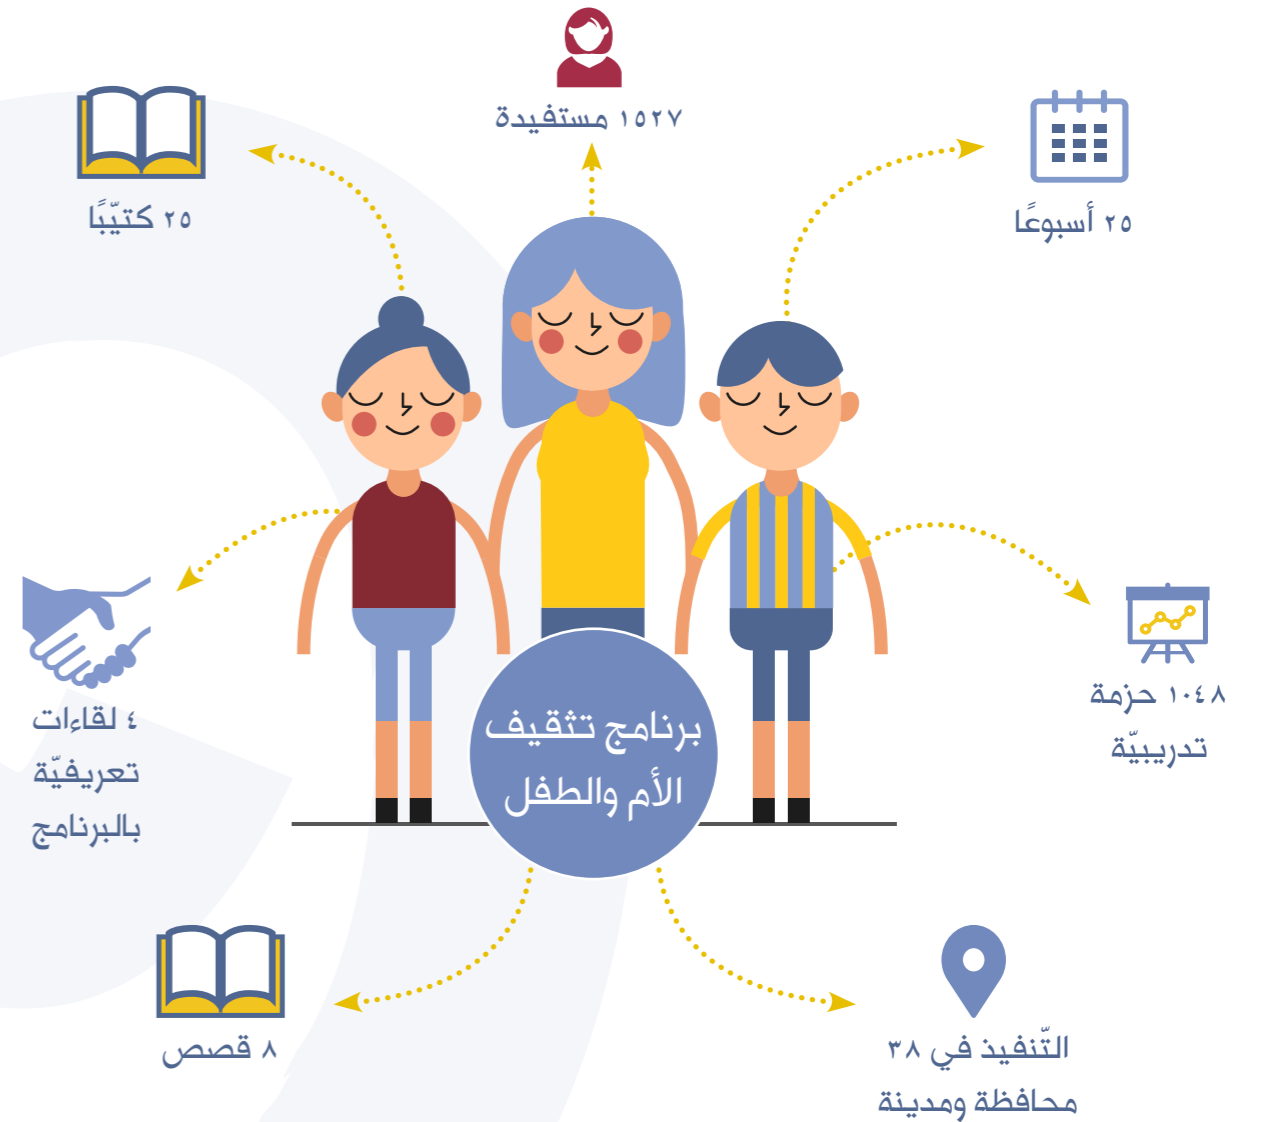 ١٥٢٧ مستفيدة
٢٥ أسبوعًا
٢٥ كتيّبًا
١٠٤٨ حزمة
تدريبيّة
٤ لقاءات
تعريفيّة
بالبرنامج
برنامج تثقيف
الأم والطفل
التّنفيذ في ٣٨
محافظة ومدينة
٨ قصص